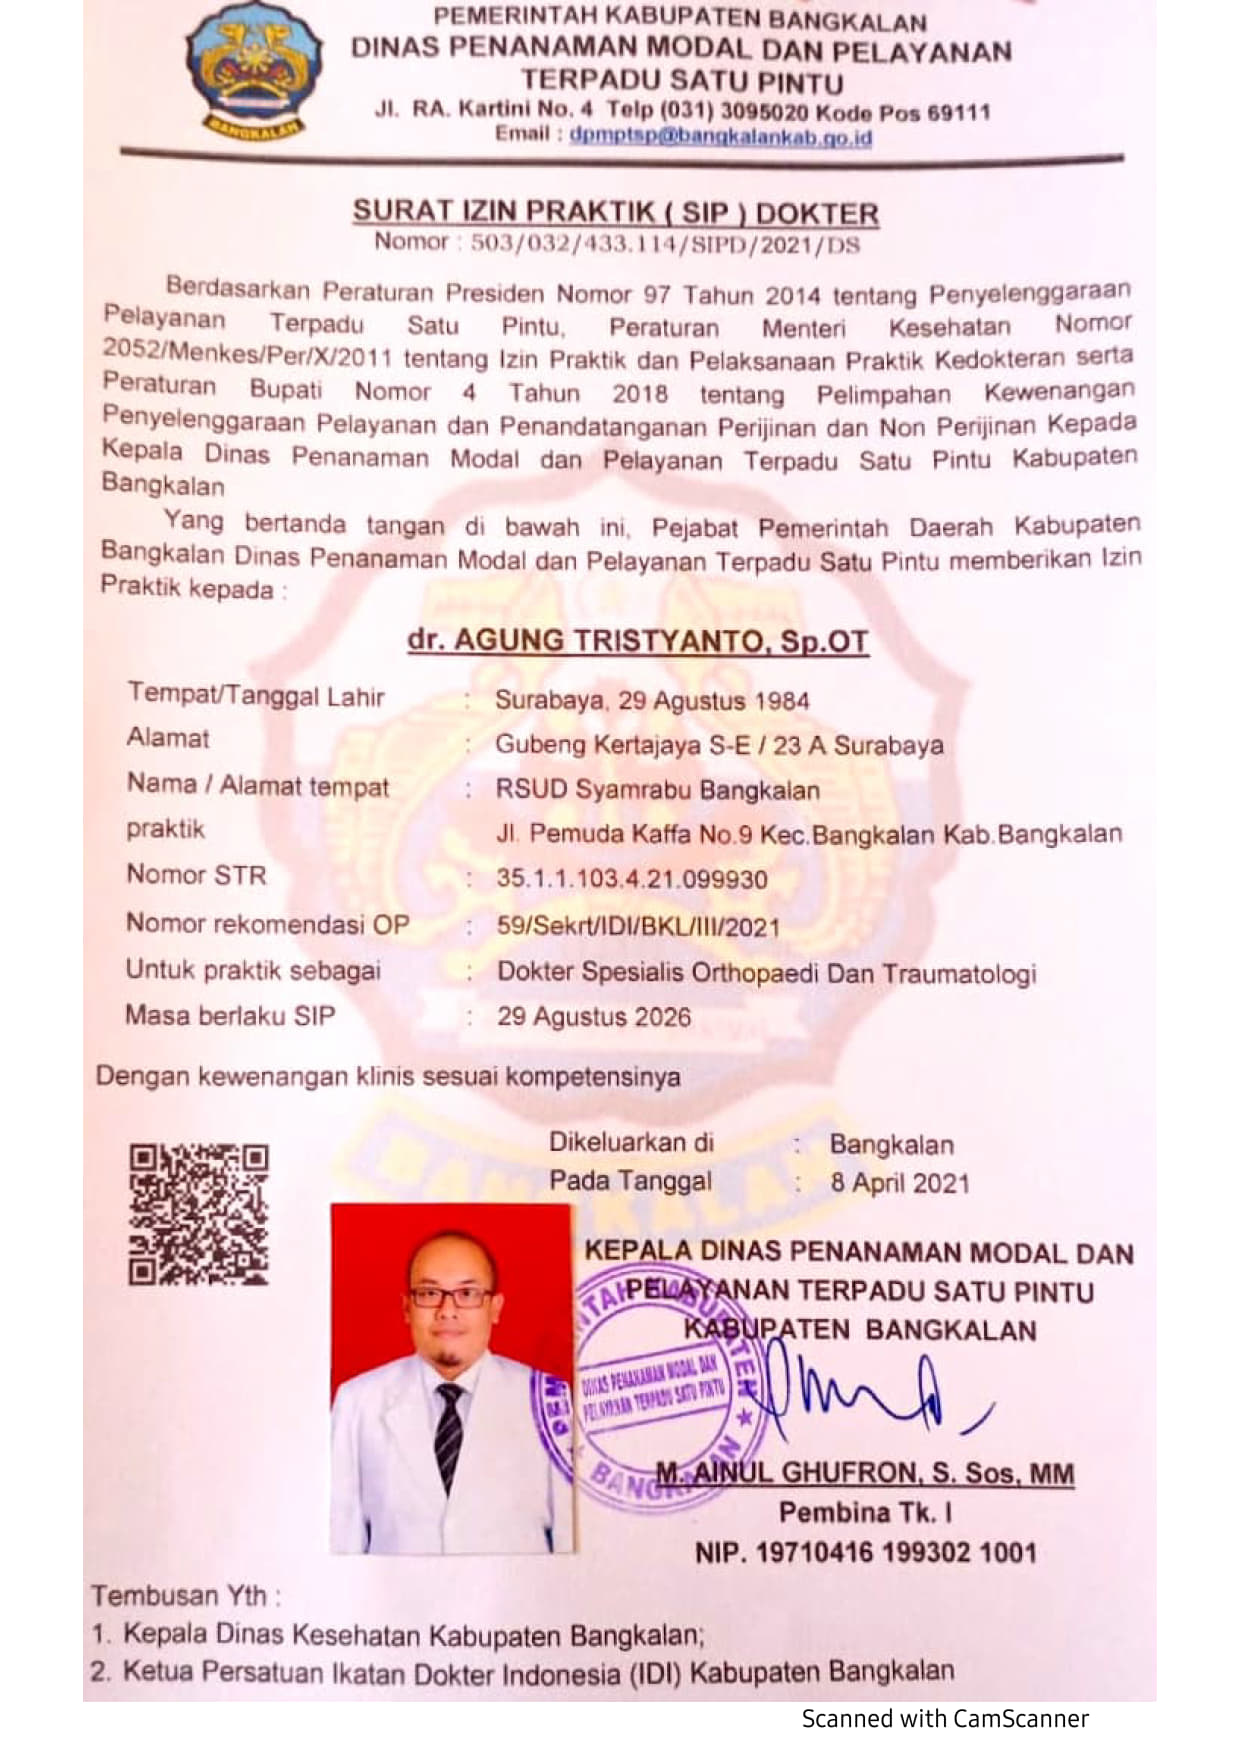 PEMERINTAH KABUPATEN BANGKALAN
DINAS PENANAMAN MODAL DAN PELAYANAN
TERPADU SATU PINTU
Jl. RA. Kartini No. 4 Telp (031) 3095020 Kode Pos 69111
Email : dpmptsp@bangkalankab.go.id
BANGKALAN
SURAT IZIN PRAKTIK ( SIP ) DOKTER
Nomor : 503/032/433.114/SIPD/2021/DS
Berdasarkan Peraturan Presiden Nomor 97 Tahun 2014 tentang Penyelenggaraan
Pelayanan Terpadu Satu Pintu, Peraturan Menteri Kesehatan Nomor
2052/Menkes/Per/X/2011 tentang Izin Praktik dan Pelaksanaan Praktik Kedokteran serta
Peraturan Bupati Nomor 4 Tahun 2018 tentang Pelimpahan Kewenangan
Penyelenggaraan Pelayanan dan Penandatanganan Perijinan dan Non Perijinan Kepada
Kepala Dinas Penanaman Modal dan Pelayanan Terpadu Satu Pintu Kabupaten
Bangkalan
Yang bertanda tangan di bawah ini, Pejabat Pemerintah Daerah Kabupaten
Bangkalan Dinas Penanaman Modal dan Pelayanan Terpadu Satu Pintu memberikan Izin
Praktik kepada :
dr. AGUNG TRISTYANTO, Sp.OT
Tempat/Tanggal Lahir : Surabaya, 29 Agustus 1984
Alamat : Gubeng Kertajaya S-E / 23 A Surabaya
Nama / Alamat tempat : RSUD Syamrabu Bangkalan
praktik Jl. Pemuda Kaffa No.9 Kec.Bangkalan Kab.Bangkalan
Nomor STR : 35.1.1.103.4.21.099930
Nomor rekomendasi OP : 59/Sekrt/IDI/BKL/III/2021
Untuk praktik sebagai : Dokter Spesialis Orthopaedi Dan Traumatologi
Masa berlaku SIP : 29 Agustus 2026
Dengan kewenangan klinis sesuai kompetensinya
BANGKALAN
Dikeluarkan di : Bangkalan
Pada Tanggal : 8 April 2021
KEPALA DINAS PENANAMAN MODAL DAN
PELAYANAN TERPADU SATU PINTU
KABUPATEN BANGKALAN
PEMERINTAH KABUPATEN
DINAS PENANAMAN MODAL DAN
PELAYANAN TERPADU SATU PINTU
BANGKALAN
M. AINUL GHUFRON, S. Sos, MM
Pembina Tk. I
NIP. 19710416 199302 1001
Tembusan Yth :
1. Kepala Dinas Kesehatan Kabupaten Bangkalan;
2. Ketua Persatuan Ikatan Dokter Indonesia (IDI) Kabupaten Bangkalan
Scanned with CamScanner